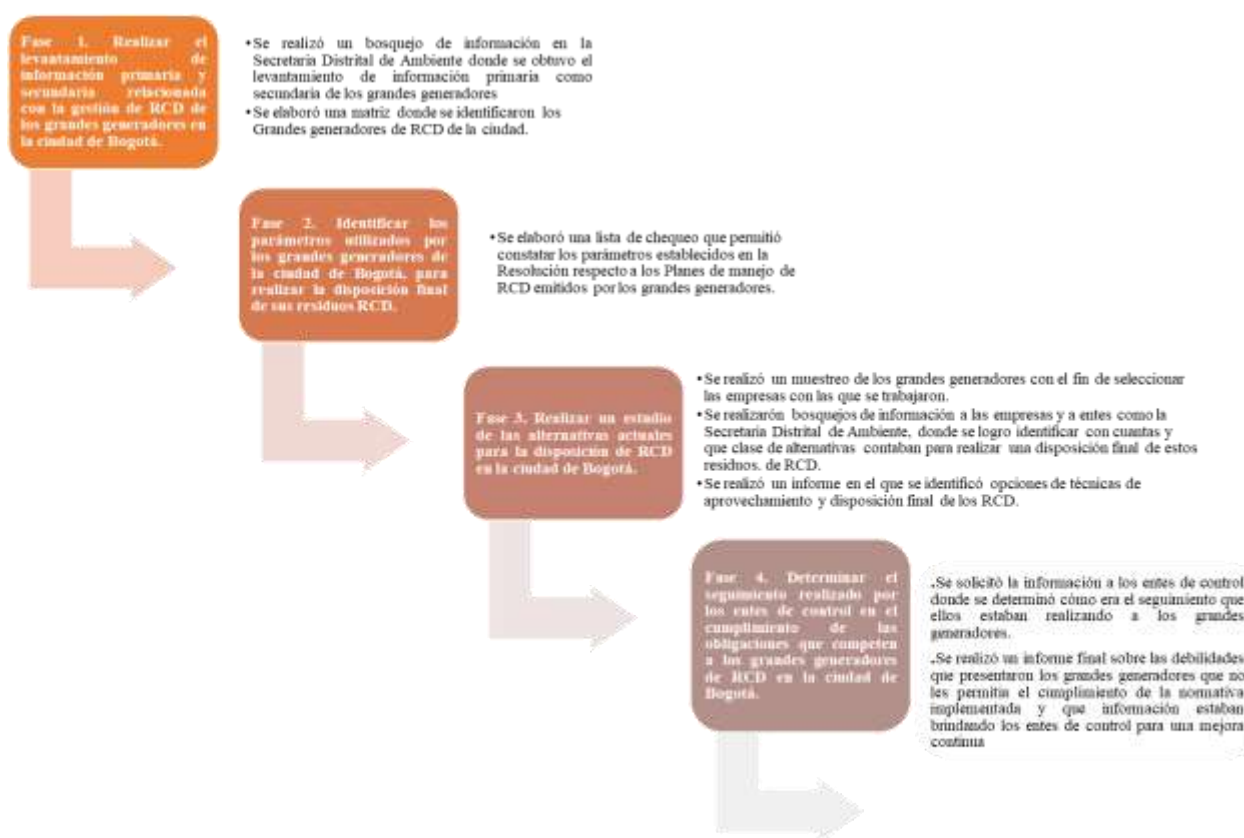 Fase 1. Realizar el
levantamiento de
información primaria y
secundaria relacionada
con la gestión de RCD de
los grandes generadores en
la ciudad de Bogotá.
•Se realizó un bosquejo de información en la
Secretaria Distrital de Ambiente donde se obtuvo el
levantamiento de información primaria como
secundaria de los grandes generadores
•Se elaboró una matriz donde se identificaron los
Grandes generadores de RCD de la ciudad.
Fase 2. Identificar los
parámetros utilizados por
los grandes generadores de
la ciudad de Bogotá, para
realizar la disposición final
de sus residuos RCD.
•Se elaboró una lista de chequeo que permitió
constatar los parámetros establecidos en la
Resolución respecto a los Planes de manejo de
RCD emitidos por los grandes generadores.
Fase 3. Realizar un estudio
de las alternativas actuales
para la disposición de RCD
en la ciudad de Bogotá.
•Se realizó un muestreo de los grandes generadores con el fin de seleccionar
las empresas con las que se trabajaron.
•Se realizarón bosquejos de información a las empresas y a entes como la
Secretaria Distrital de Ambiente, donde se logro identificar con cuantas y
que clase de alternativas contaban para realizar una disposición final de estos
residuos. de RCD.
•Se realizó un informe en el que se identificó opciones de técnicas de
aprovechamiento y disposición final de los RCD.
Fase 4. Determinar el
seguimiento realizado por
los entes de control en el
cumplimiento de las
obligaciones que competen
a los grandes generadores
de RCD en la ciudad de
Bogotá.
.Se solicitó la información a los entes de control
donde se determinó cómo era el seguimiento que
ellos estaban realizando a los grandes
generadores.
.Se realizó un informe final sobre las debilidades
que presentaron los grandes generadores que no
les permitia el cumplimiento de la normativa
implementada y que información estaban
brindando los entes de control para una mejora
continua